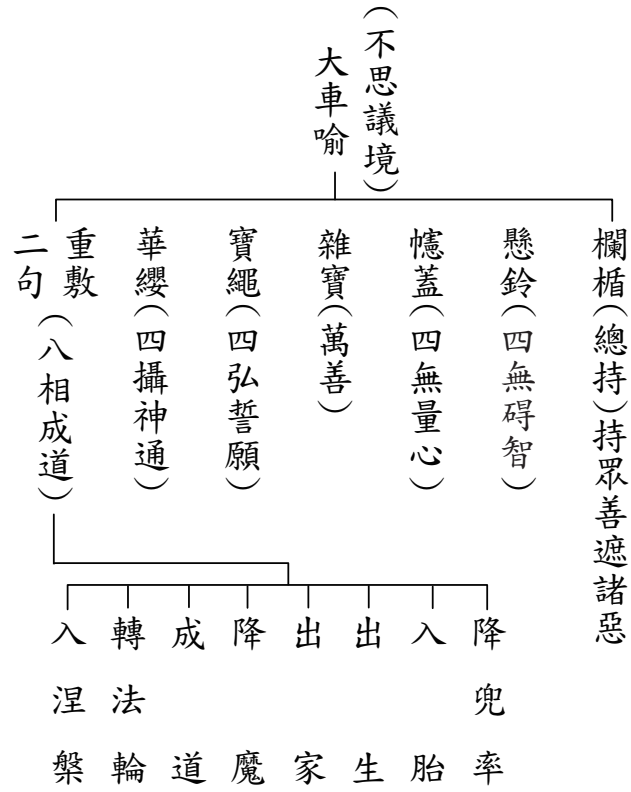 （不思議境）
大車喻
欄楯（總持）持眾善遮諸惡
懸鈴（四無碍智）
幰蓋（四無量心）
雜寶（萬善）
寶繩（四弘誓願）
華纓（四攝神通）
重敷
二句（八相成道）
降兜率
入胎
出生
出家
降魔
成道
轉法輪
入涅槃